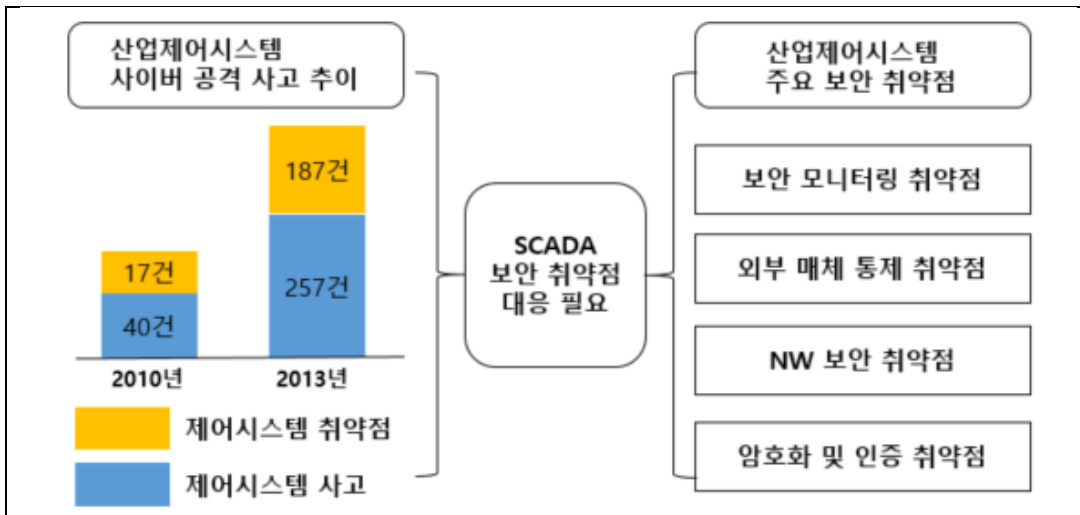 산업제어시스템
사이버 공격 사고 추이
187건
17건
257건
40건
2010년
2013년
제어시스템 취약점
제어시스템 사고
SCADA
보안 취약점
대응 필요
산업제어시스템
주요 보안 취약점
보안 모니터링 취약점
외부 매체 통제 취약점
NW 보안 취약점
암호화 및 인증 취약점